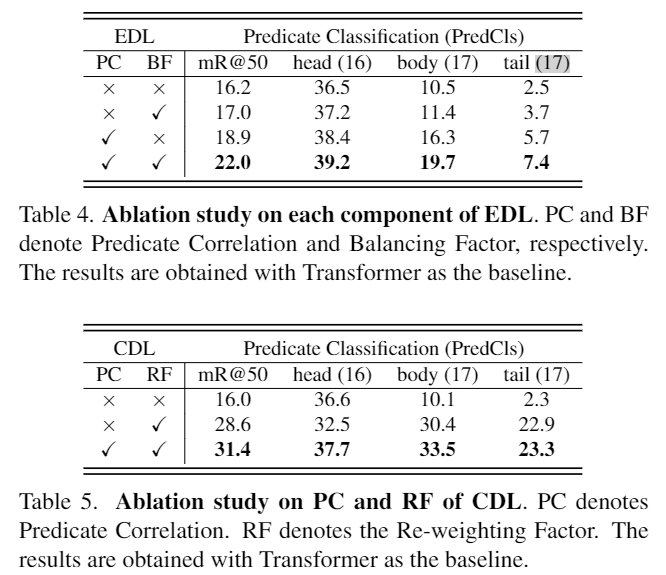 EDL Predicate Classification (PredCls)
PC BF mR@50 head (16) body (17) tail (17)
× × 16.2 36.5 10.5 2.5
× ✓ 17.0 37.2 11.4 3.7
✓ × 18.9 38.4 16.3 5.7
✓ ✓ 22.0 39.2 19.7 7.4
Table 4. Ablation study on each component of EDL. PC and BF
denote Predicate Correlation and Balancing Factor, respectively.
The results are obtained with Transformer as the baseline.
CDL Predicate Classification (PredCls)
PC RF mR@50 head (16) body (17) tail (17)
× × 16.0 36.6 10.1 2.3
× ✓ 28.6 32.5 30.4 22.9
✓ ✓ 31.4 37.7 33.5 23.3
Table 5. Ablation study on PC and RF of CDL. PC denotes
Predicate Correlation. RF denotes the Re-weighting Factor. The
results are obtained with Transformer as the baseline.